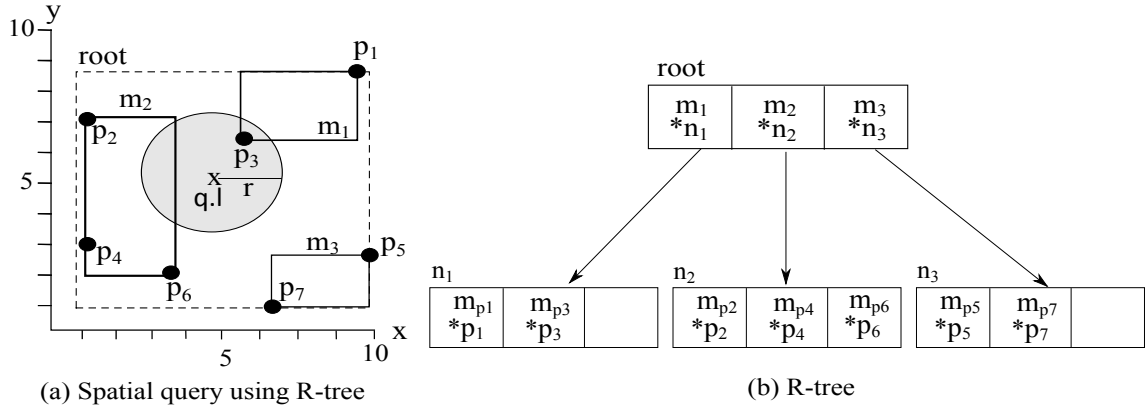 y
10
5
root
p1
m2
p2
m1
p3
x
r
q.l
p4
m3
p5
p6
p7
x
5
10
(a) Spatial query using R-tree
root
m1 m2 m3
*n1 *n2 *n3
n1 n2 n3
mp1 mp3 mp2 mp4 mp6 mp5 mp7
*p1 *p3 *p2 *p4 *p6 *p5 *p7
(b) R-tree